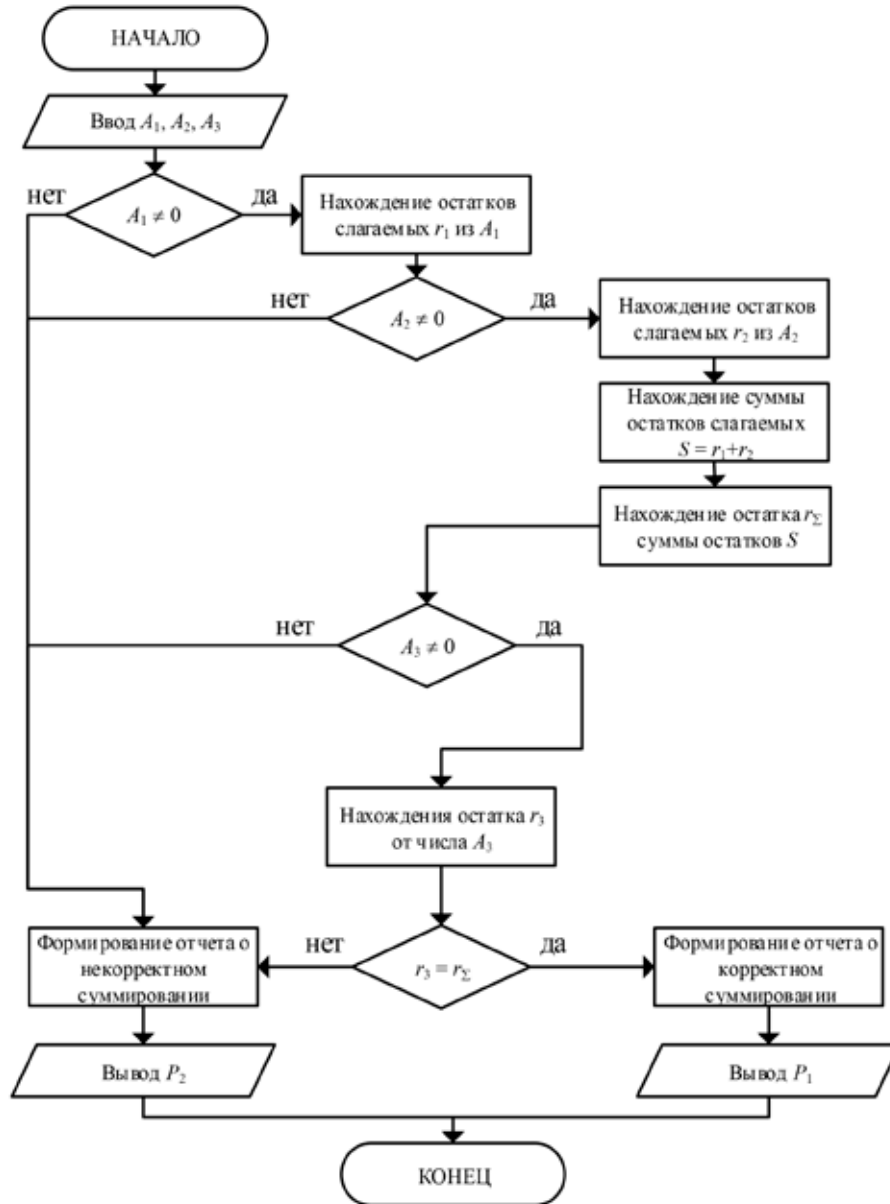 НАЧАЛО
Ввод A₁, A₂, A₃
нет
A₁ ≠ 0
да
Нахождение остатков
слагаемых r₁ из A₁
нет
A₂ ≠ 0
да
Нахождение остатков
слагаемых r₂ из A₂
Нахождение суммы
остатков слагаемых
S = r₁+r₂
Нахождение остатка r_Σ
суммы остатков S
нет
A₃ ≠ 0
да
Нахождения остатка r₃
от числа A₃
Формирование отчета о
некорректном
суммировании
нет
r₃ = r_Σ
да
Формирование отчета о
корректном
суммировании
Вывод P₂
Вывод P₁
КОНЕЦ